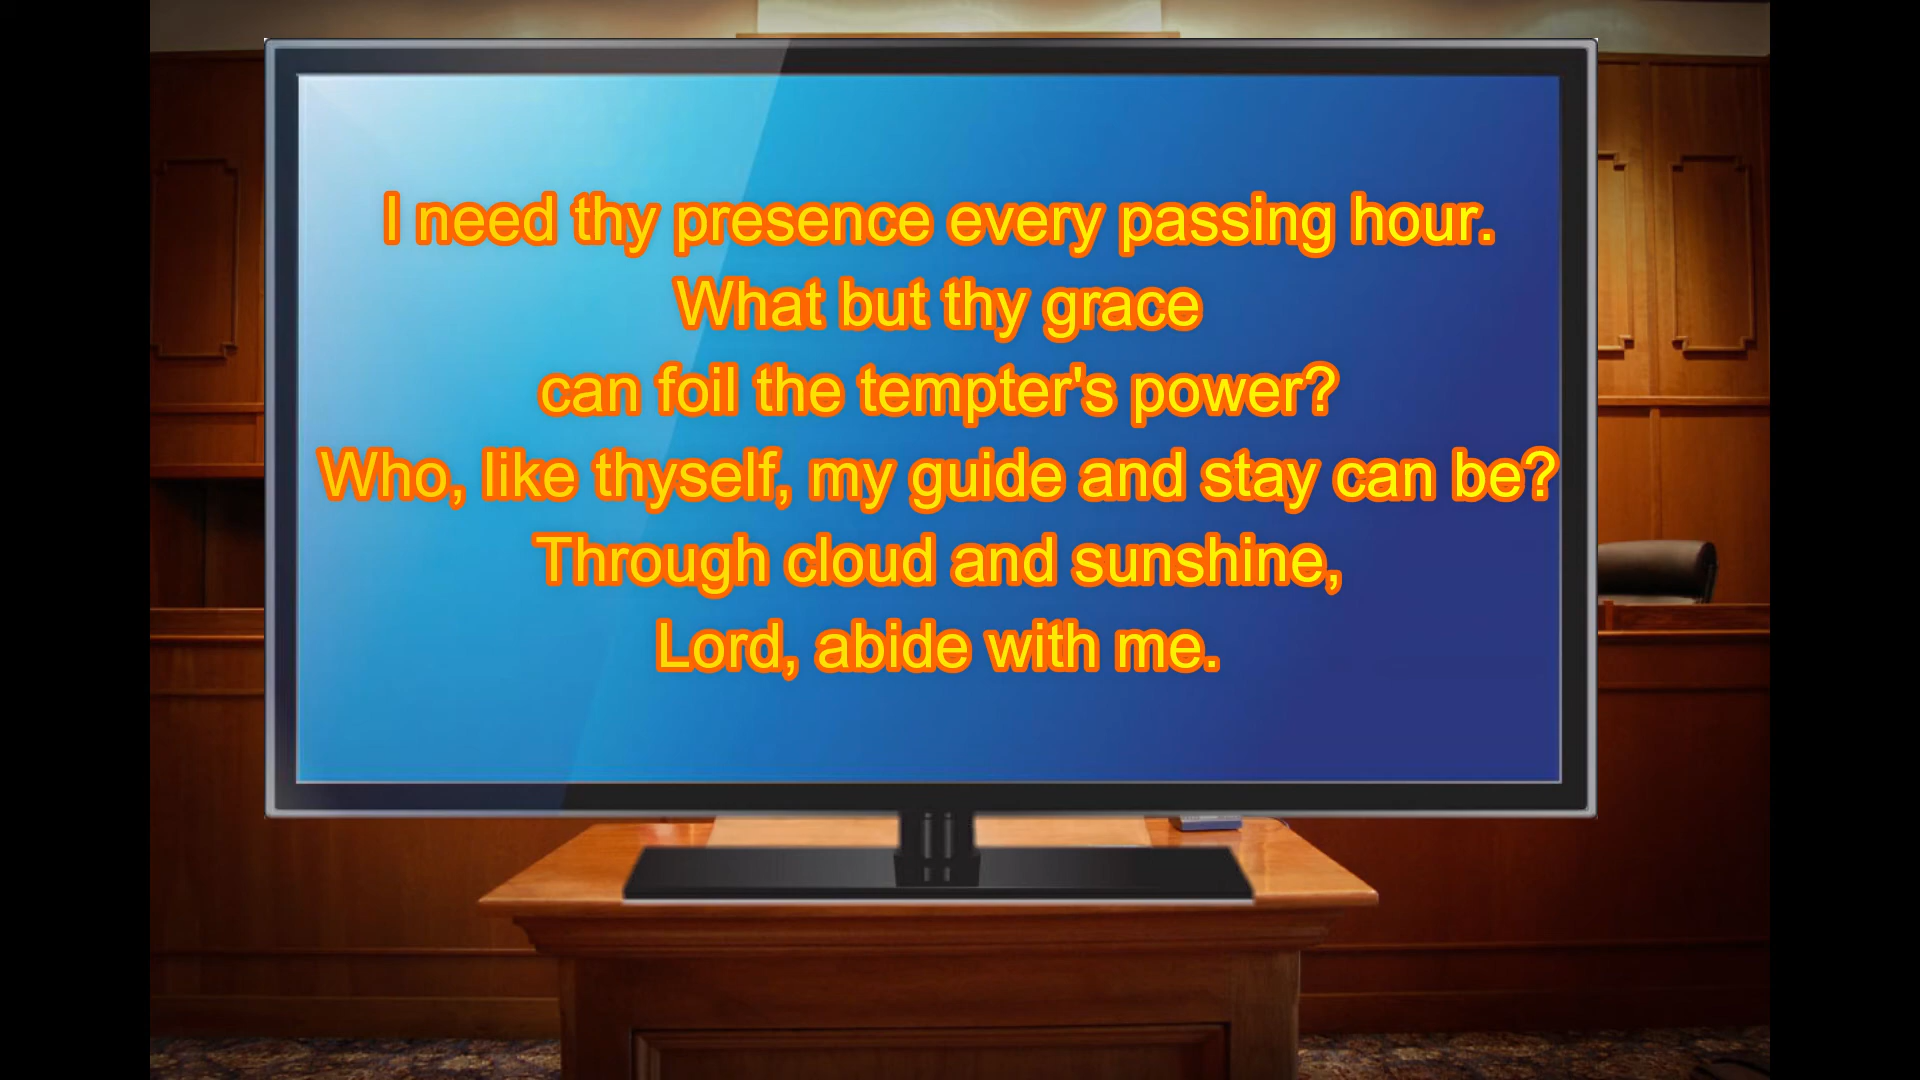 I need thy presence every passing hour.
What but thy grace
can foil the tempter's power?
Who, like thyself, my guide and stay can be?
Through cloud and sunshine,
Lord, abide with me.